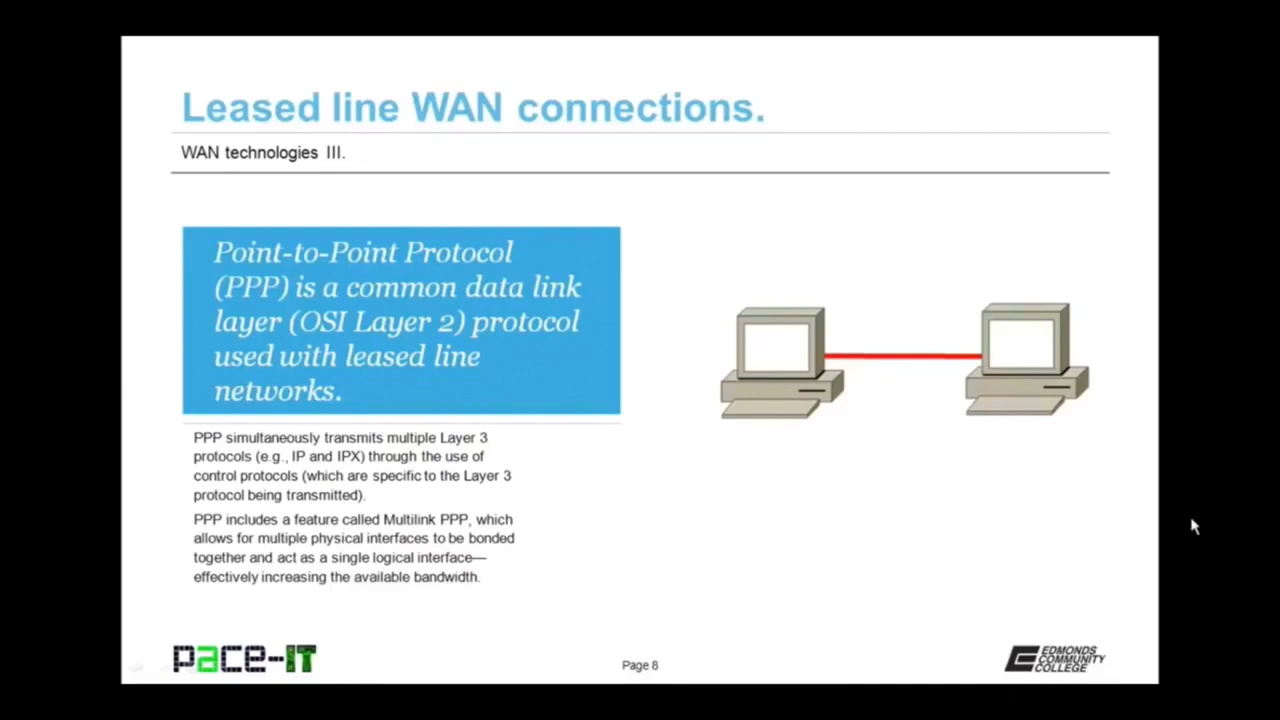 Leased line WAN connections.
WAN technologies III.
Point-to-Point Protocol
(PPP) is a common data link
layer (OSI Layer 2) protocol
used with leased line
networks.
PPP simultaneously transmits multiple Layer 3
protocols (e.g., IP and IPX) through the use of
control protocols (which are specific to the Layer 3
protocol being transmitted).
PPP includes a feature called Multilink PPP, which
allows for multiple physical interfaces to be bonded
together and act as a single logical interface—
effectively increasing the available bandwidth.
pace-IT
Page 8
EDMONDS
COMMUNITY
COLLEGE